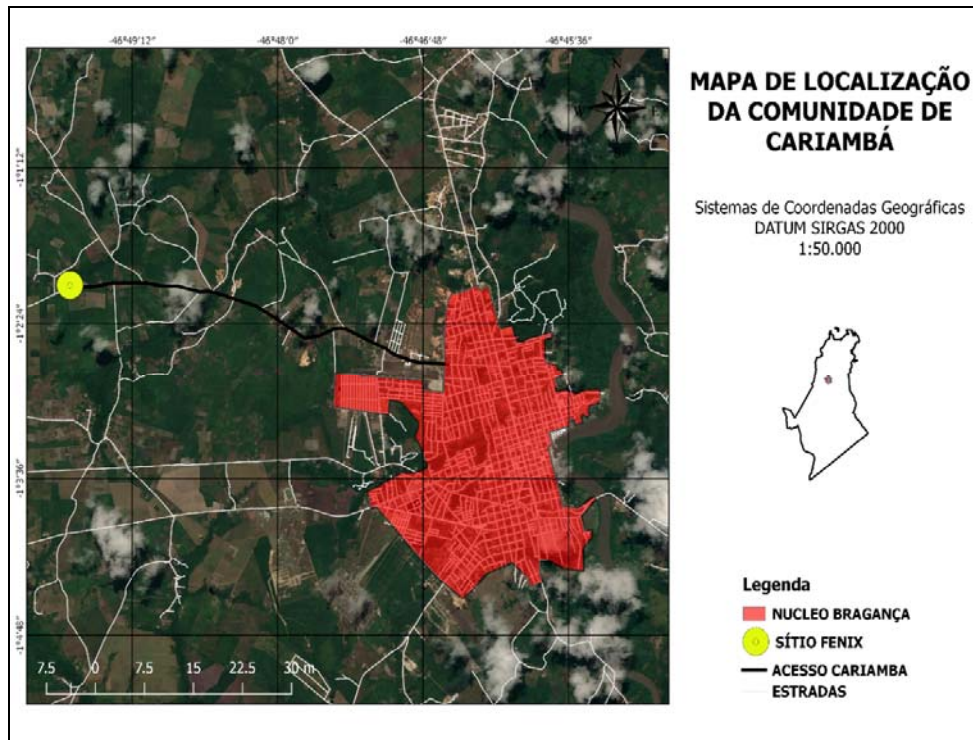 -46°49'12"
-46°48'0"
-46°46'48"
-46°45'36"
-1°1'12"
-1°2'24"
-1°3'36"
-1°4'48"
N
7.5 0 7.5 15 22.5 30 m
MAPA DE LOCALIZAÇÃO
DA COMUNIDADE DE
CARIAMBÁ
Sistemas de Coordenadas Geográficas
DATUM SIRGAS 2000
1:50.000
Legenda
NUCLEO BRAGANÇA
SÍTIO FENIX
ACESSO CARIAMBA
ESTRADAS